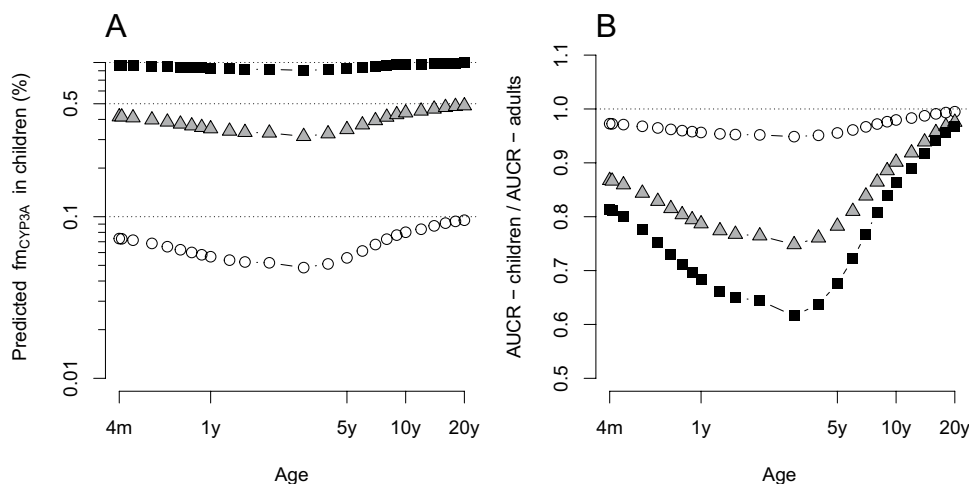 A
B
Predicted fmCYP3A in children (%)
0.5
0.1
0.01
4m 1y 5y 10y 20y
Age
AUCR − children / AUCR − adults
1.1
1.0
0.9
0.8
0.7
0.6
0.5
4m 1y 5y 10y 20y
Age